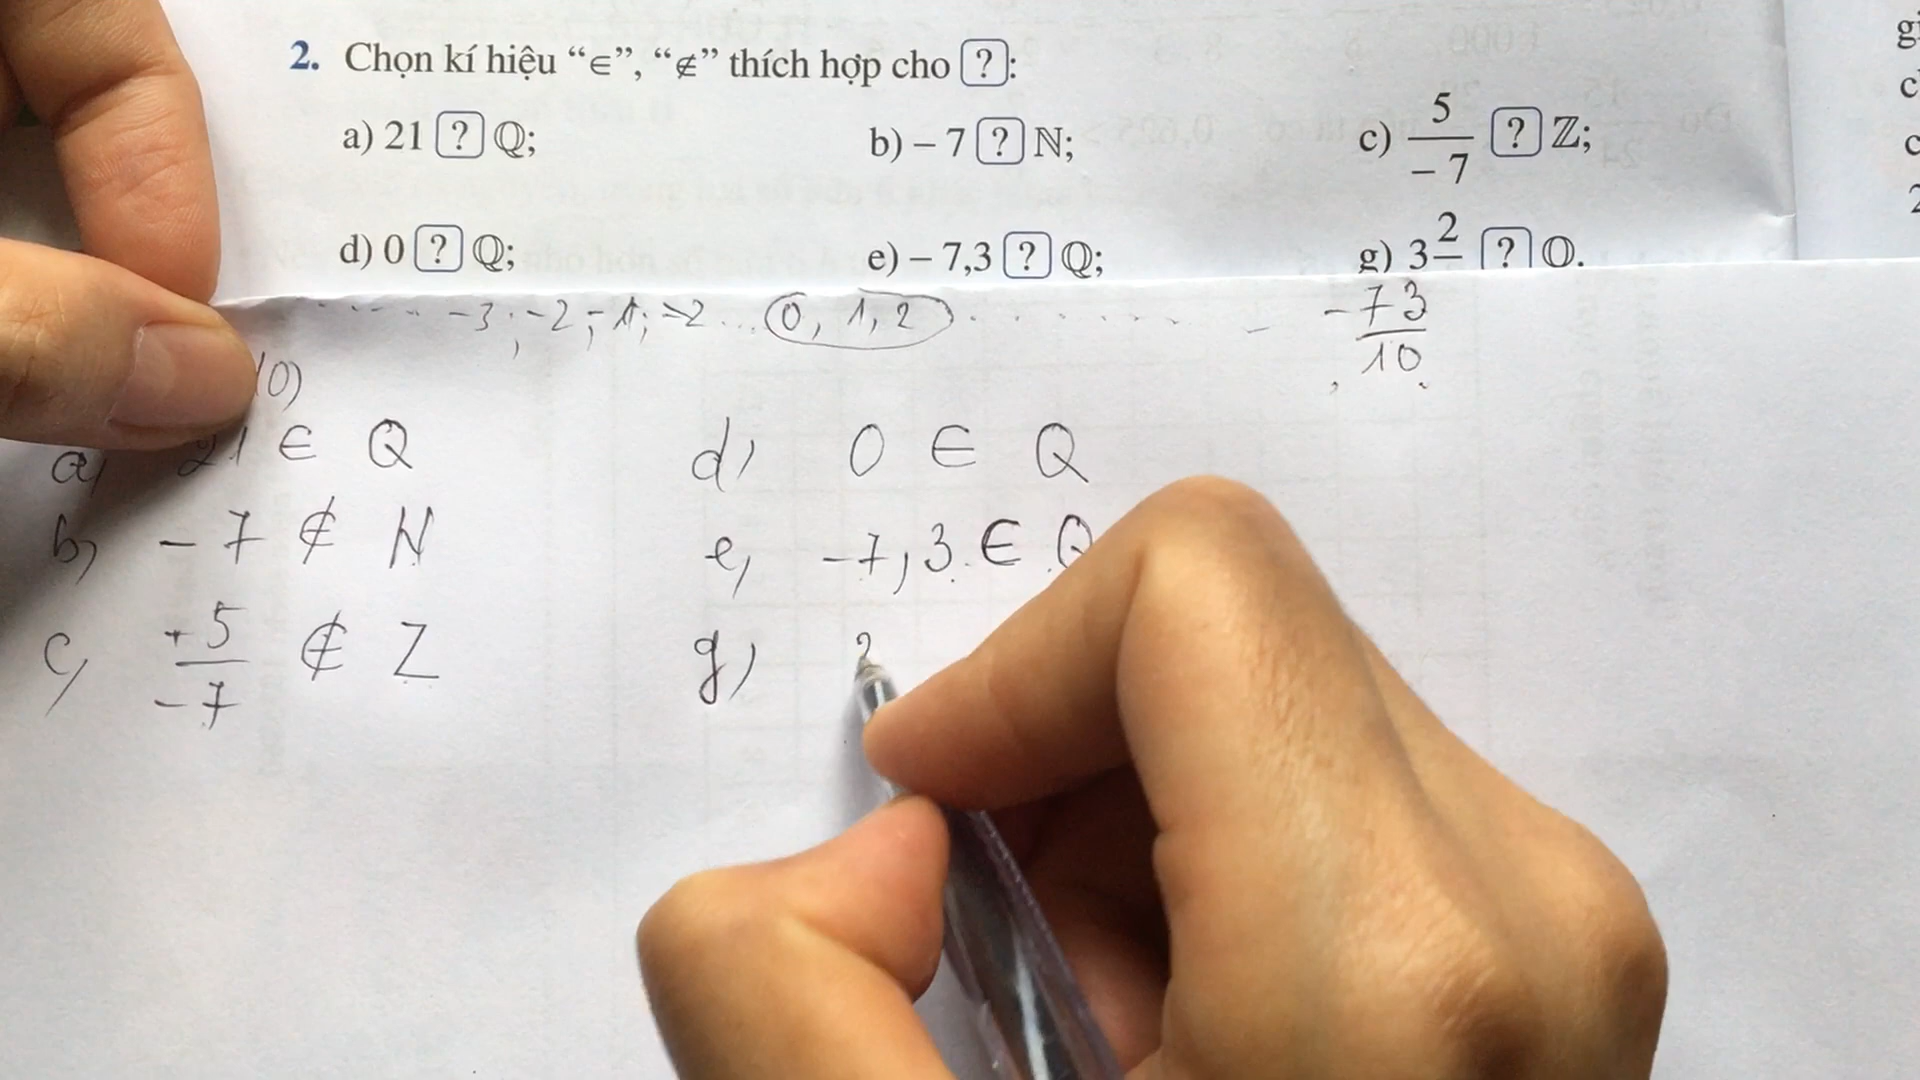 2. Chọn kí hiệu “∈”, “∉” thích hợp cho ?:
a) 21 ? ℚ; b) – 7 ? ℕ; c) 5/–7 ? ℤ;
d) 0 ? ℚ; e) – 7,3 ? ℚ; g) 3 2 ? ℚ.
-3; -2; -1; -2 ... 0, 1, 2
-73/10
a, 21 ∈ Q
b, -7 ∉ N
c, +5/-7 ∉ Z
d, 0 ∈ Q
e, -7,3 ∈ Q
g)